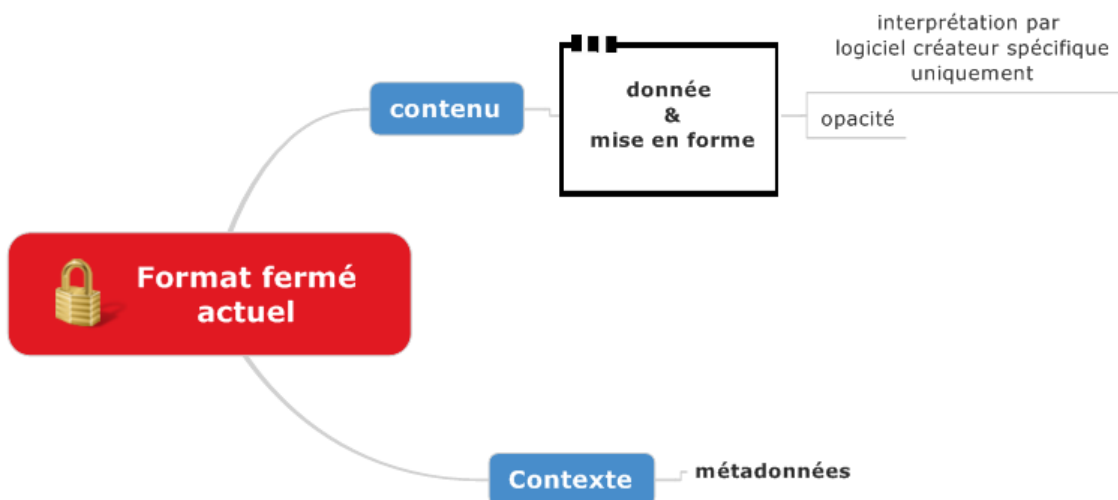 interprétation par
logiciel créateur spécifique
uniquement
contenu
donnée
&
mise en forme
opacité
Format fermé
actuel
Contexte
métadonnées